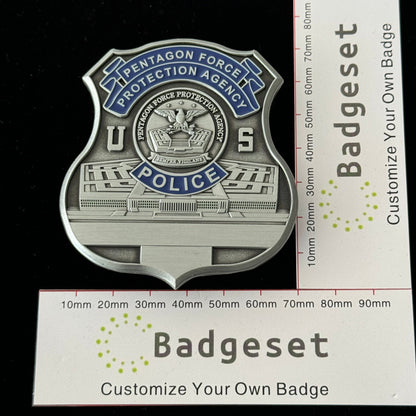 PENTAGON FORCE
PROTECTION AGENCY
PENTAGON FORCE PROTECTION AGENCY
U S
POLICE
10mm 20mm 30mm 40mm 50mm 60mm 70mm 80mm 90mm
Badgeset
Customize Your Own Badge
10mm 20mm 30mm 40mm 50mm 60mm 70mm 80mm
Badgeset
Customize Your Own Badge